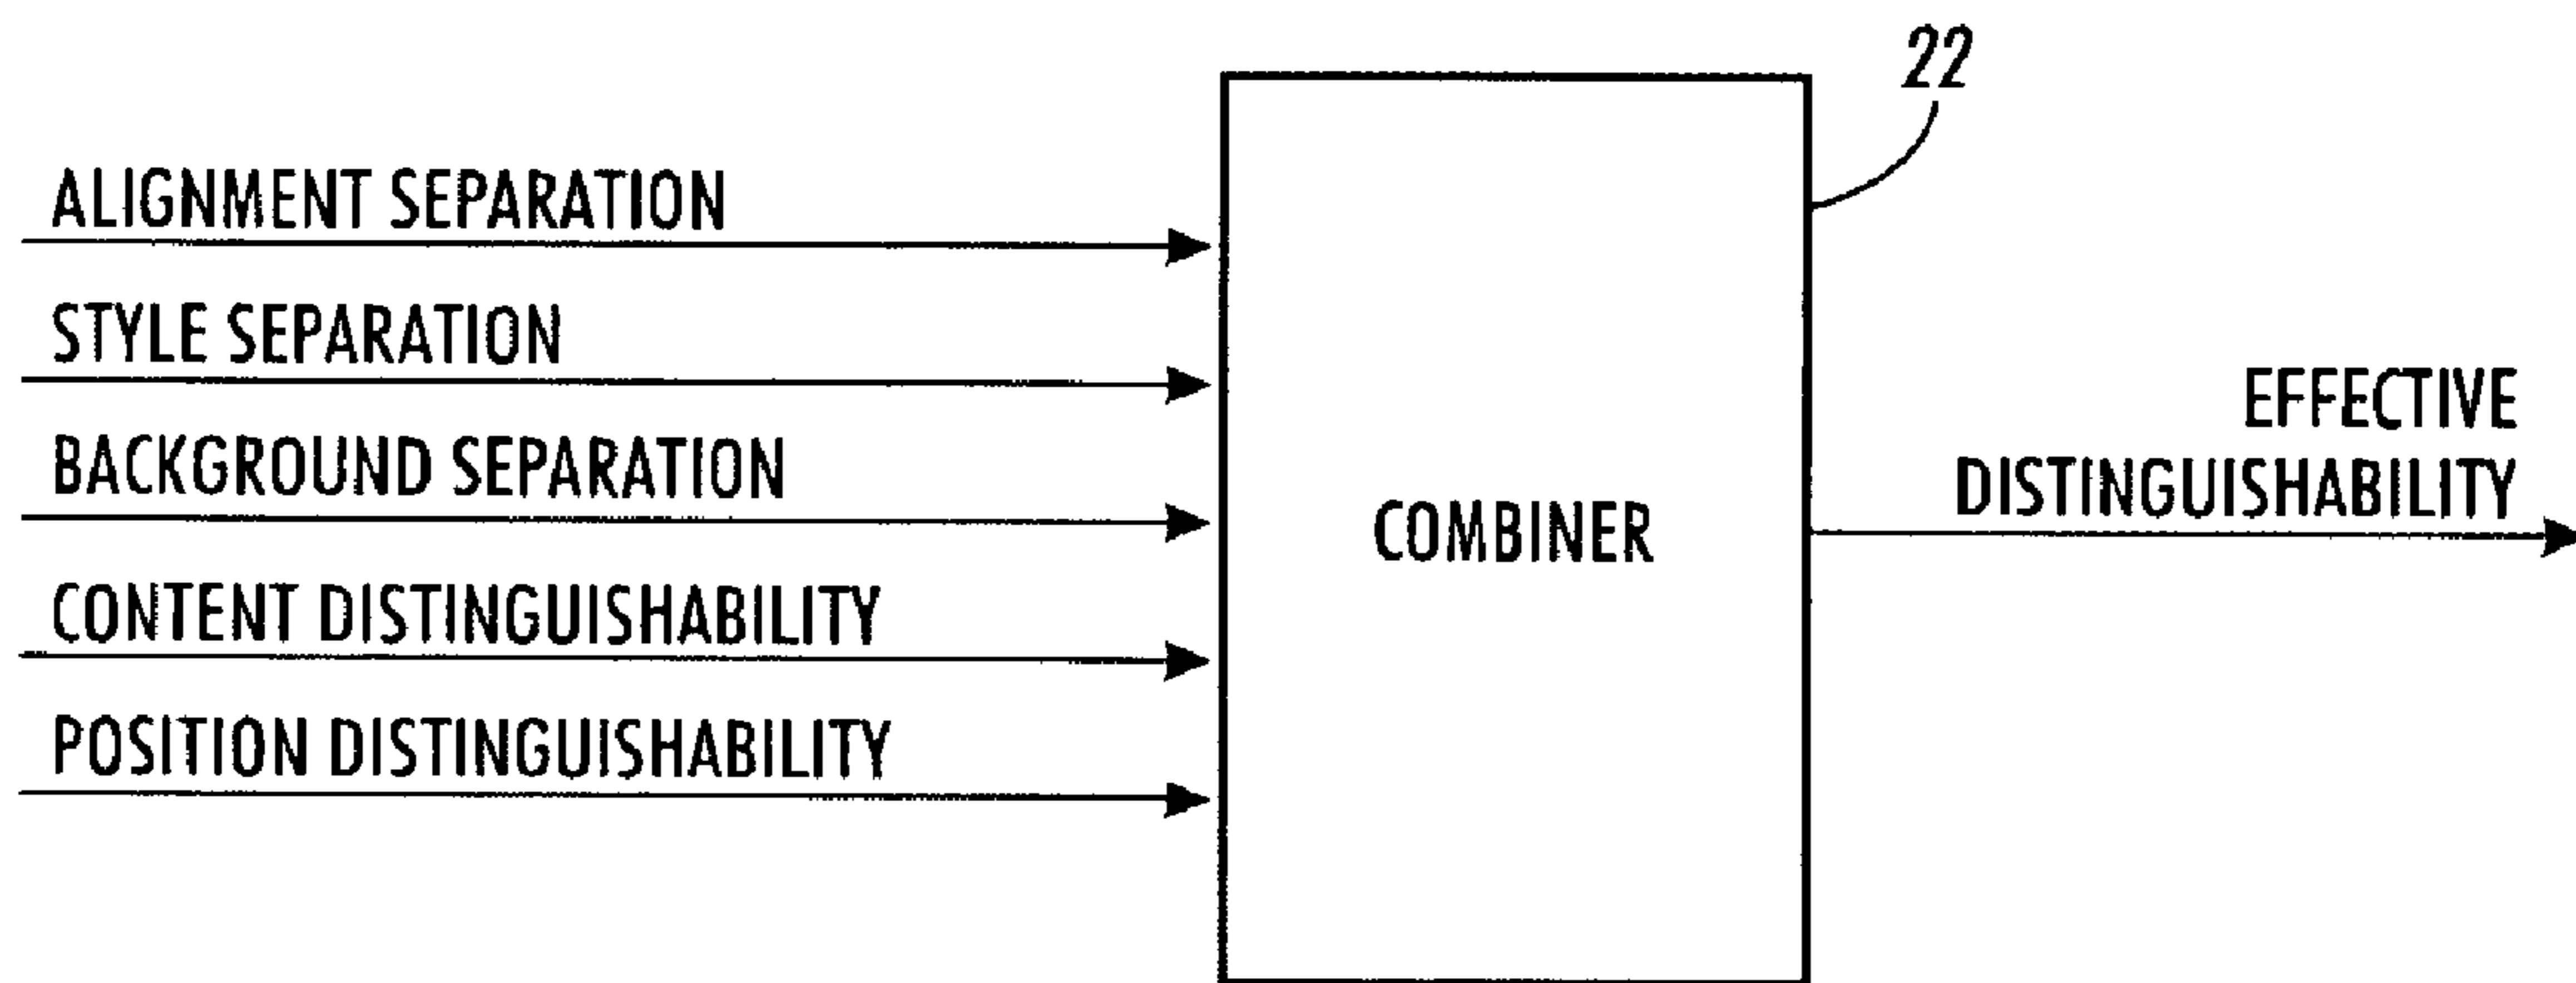 22
ALIGNMENT SEPARATION
STYLE SEPARATION
BACKGROUND SEPARATION
CONTENT DISTINGUISHABILITY
POSITION DISTINGUISHABILITY
COMBINER
EFFECTIVE
DISTINGUISHABILITY